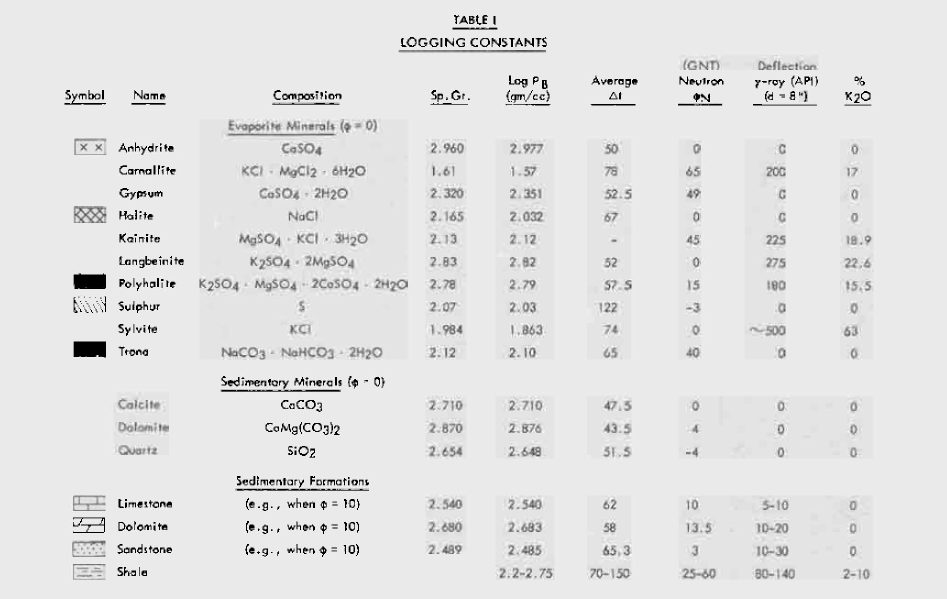 TABLE I
LOGGING CONSTANTS
(GNT) Deflection
Log ρB Average Neutron γ-ray (API) %
Symbol Name Composition Sp. Gr. (gm/cc) Δt φN (d = 8") K2O
Evaporite Minerals (φ = 0)
Anhydrite CaSO4 2.960 2.977 50 0 0 0
Carnallite KCl · MgCl2 · 6H2O 1.61 1.57 78 65 200 17
Gypsum CaSO4 · 2H2O 2.320 2.351 52.5 49 0 0
Halite NaCl 2.165 2.032 67 0 0 0
Kainite MgSO4 · KCl · 3H2O 2.13 2.12 - 45 225 18.9
Langbeinite K2SO4 · 2MgSO4 2.83 2.82 52 0 275 22.6
Polyhalite K2SO4 · MgSO4 · 2CaSO4 · 2H2O 2.78 2.79 57.5 15 180 15.5
Sulphur S 2.07 2.03 122 -3 0 0
Sylvite KCl 1.984 1.863 74 0 ~500 63
Trona NaCO3 · NaHCO3 · 2H2O 2.12 2.10 65 40 0 0
Sedimentary Minerals (φ - 0)
Calcite CaCO3 2.710 2.710 47.5 0 0 0
Dolomite CaMg(CO3)2 2.870 2.876 43.5 4 0 0
Quartz SiO2 2.654 2.648 51.5 -4 0 0
Sedimentary Formations
Limestone (e.g., when φ = 10) 2.540 2.540 62 10 5-10 0
Dolomite (e.g., when φ = 10) 2.680 2.683 58 13.5 10-20 0
Sandstone (e.g., when φ = 10) 2.489 2.485 65.3 3 10-30 0
Shale 2.2-2.75 70-150 25-60 80-140 2-10